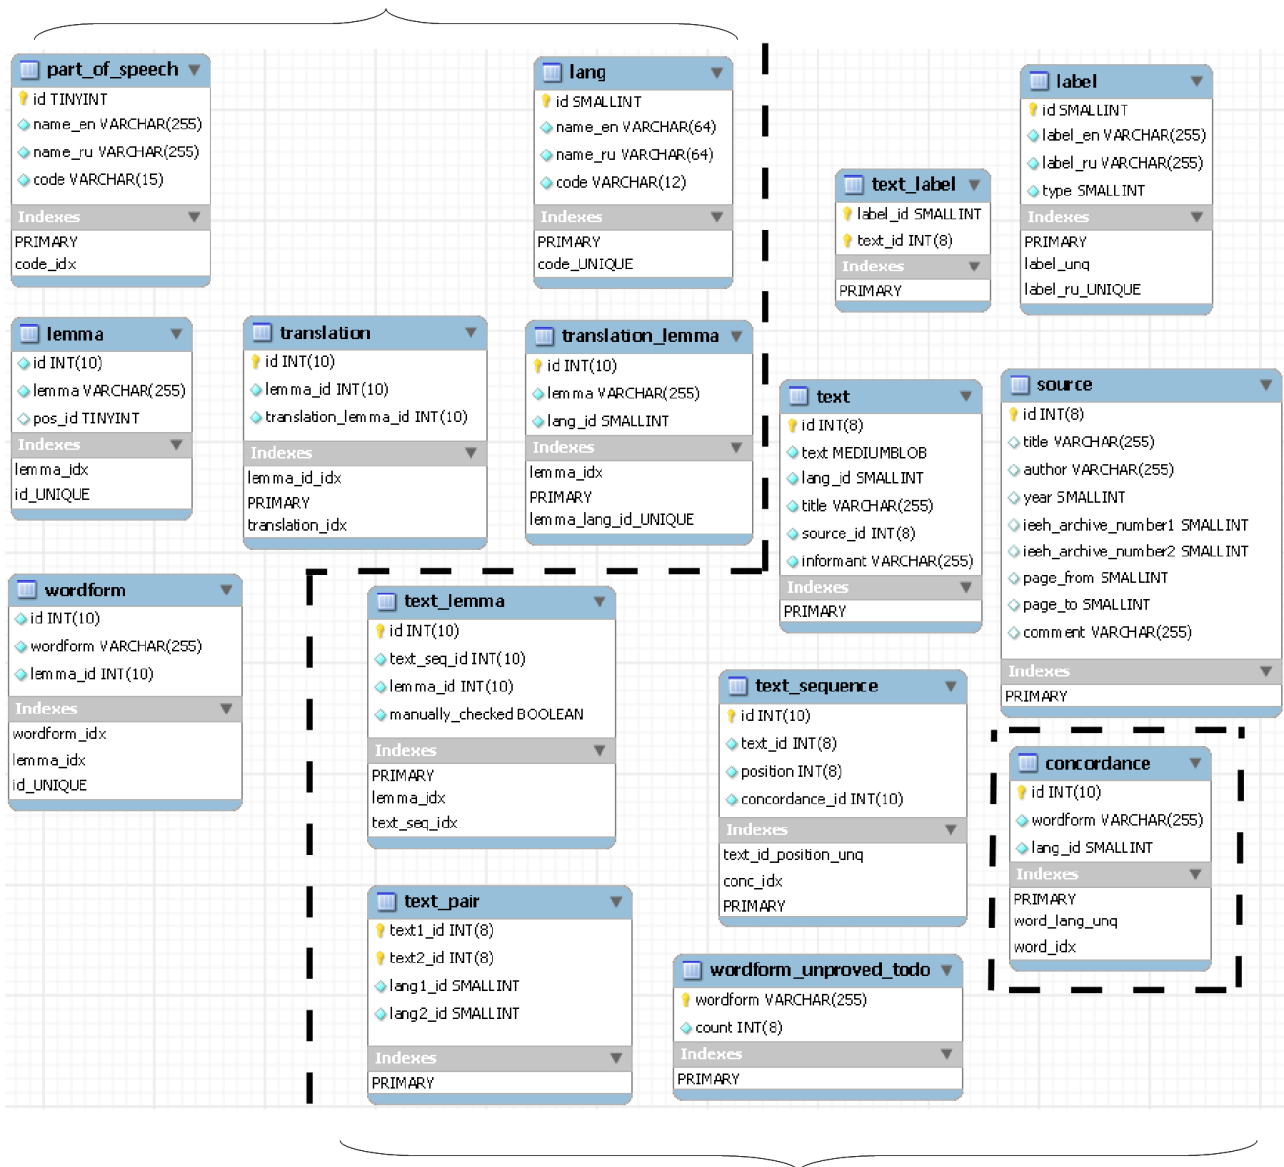 part_of_speech
id TINYINT
name_en VARCHAR(255)
name_ru VARCHAR(255)
code VARCHAR(15)
Indexes
PRIMARY
code_idx
lang
id SMALLINT
name_en VARCHAR(64)
name_ru VARCHAR(64)
code VARCHAR(12)
Indexes
PRIMARY
code_UNIQUE
text_label
label_id SMALLINT
text_id INT(8)
Indexes
PRIMARY
label
id SMALLINT
label_en VARCHAR(255)
label_ru VARCHAR(255)
type SMALLINT
Indexes
PRIMARY
label_unq
label_ru_UNIQUE
lemma
id INT(10)
lemma VARCHAR(255)
pos_id TINYINT
Indexes
lemma_idx
id_UNIQUE
translation
id INT(10)
lemma_id INT(10)
translation_lemma_id INT(10)
Indexes
lemma_id_idx
PRIMARY
translation_idx
translation_lemma
id INT(10)
lemma VARCHAR(255)
lang_id SMALLINT
Indexes
lemma_idx
PRIMARY
lemma_lang_id_UNIQUE
text
id INT(8)
text MEDIUMBLOB
lang_id SMALLINT
title VARCHAR(255)
source_id INT(8)
informant VARCHAR(255)
Indexes
PRIMARY
source
id INT(8)
title VARCHAR(255)
author VARCHAR(255)
year SMALLINT
ieeh_archive_number1 SMALLINT
ieeh_archive_number2 SMALLINT
page_from SMALLINT
page_to SMALLINT
comment VARCHAR(255)
Indexes
PRIMARY
wordform
id INT(10)
wordform VARCHAR(255)
lemma_id INT(10)
Indexes
wordform_idx
lemma_idx
id_UNIQUE
text_lemma
id INT(10)
text_seq_id INT(10)
lemma_id INT(10)
manually_checked BOOLEAN
Indexes
PRIMARY
lemma_idx
text_seq_idx
text_sequence
id INT(10)
text_id INT(8)
position INT(8)
concordance_id INT(10)
Indexes
text_id_position_unq
conc_idx
PRIMARY
concordance
id INT(10)
wordform VARCHAR(255)
lang_id SMALLINT
Indexes
PRIMARY
word_lang_unq
word_idx
text_pair
text1_id INT(8)
text2_id INT(8)
lang1_id SMALLINT
lang2_id SMALLINT
Indexes
PRIMARY
wordform_unproved_todo
wordform VARCHAR(255)
count INT(8)
Indexes
PRIMARY